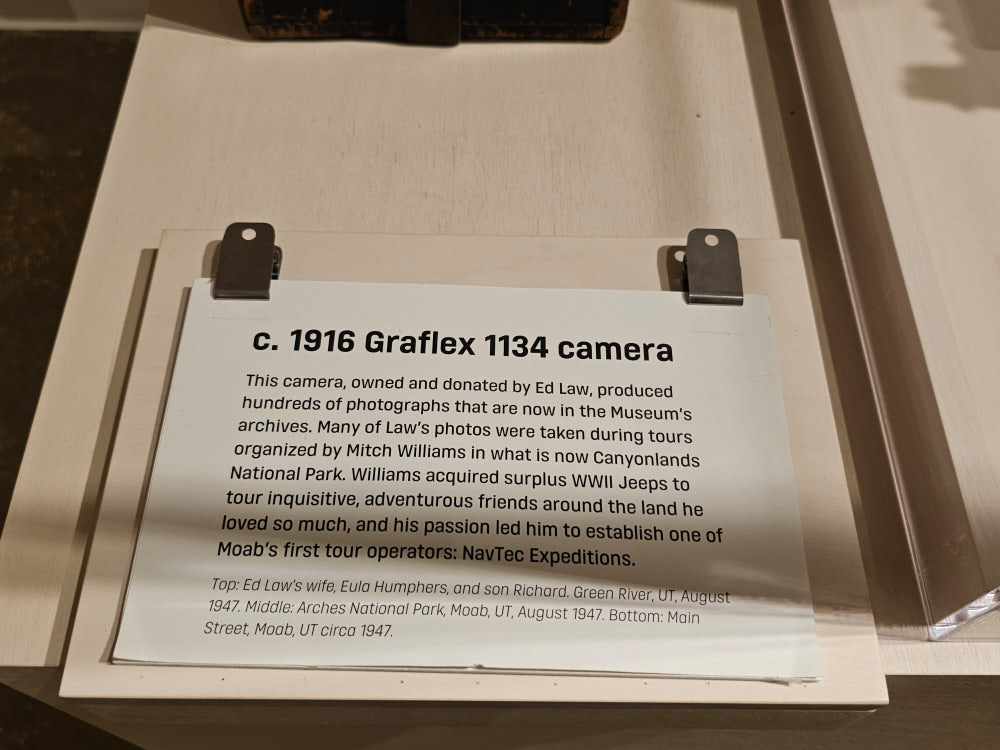 c. 1916 Graflex 1134 camera
This camera, owned and donated by Ed Law, produced
hundreds of photographs that are now in the Museum's
archives. Many of Law's photos were taken during tours
organized by Mitch Williams in what is now Canyonlands
National Park. Williams acquired surplus WWII Jeeps to
tour inquisitive, adventurous friends around the land he
loved so much, and his passion led him to establish one of
Moab's first tour operators: NavTec Expeditions.
Top: Ed Law's wife, Eula Humphers, and son Richard. Green River, UT, August
1947. Middle: Arches National Park, Moab, UT, August 1947. Bottom: Main
Street, Moab, UT circa 1947.